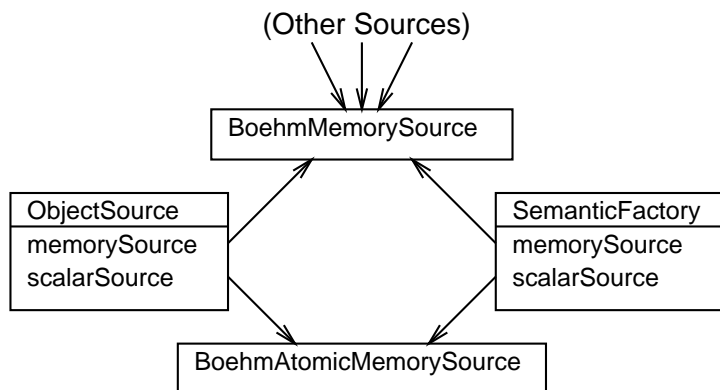 (Other Sources)
BoehmMemorySource
ObjectSource
memorySource
scalarSource
SemanticFactory
memorySource
scalarSource
BoehmAtomicMemorySource